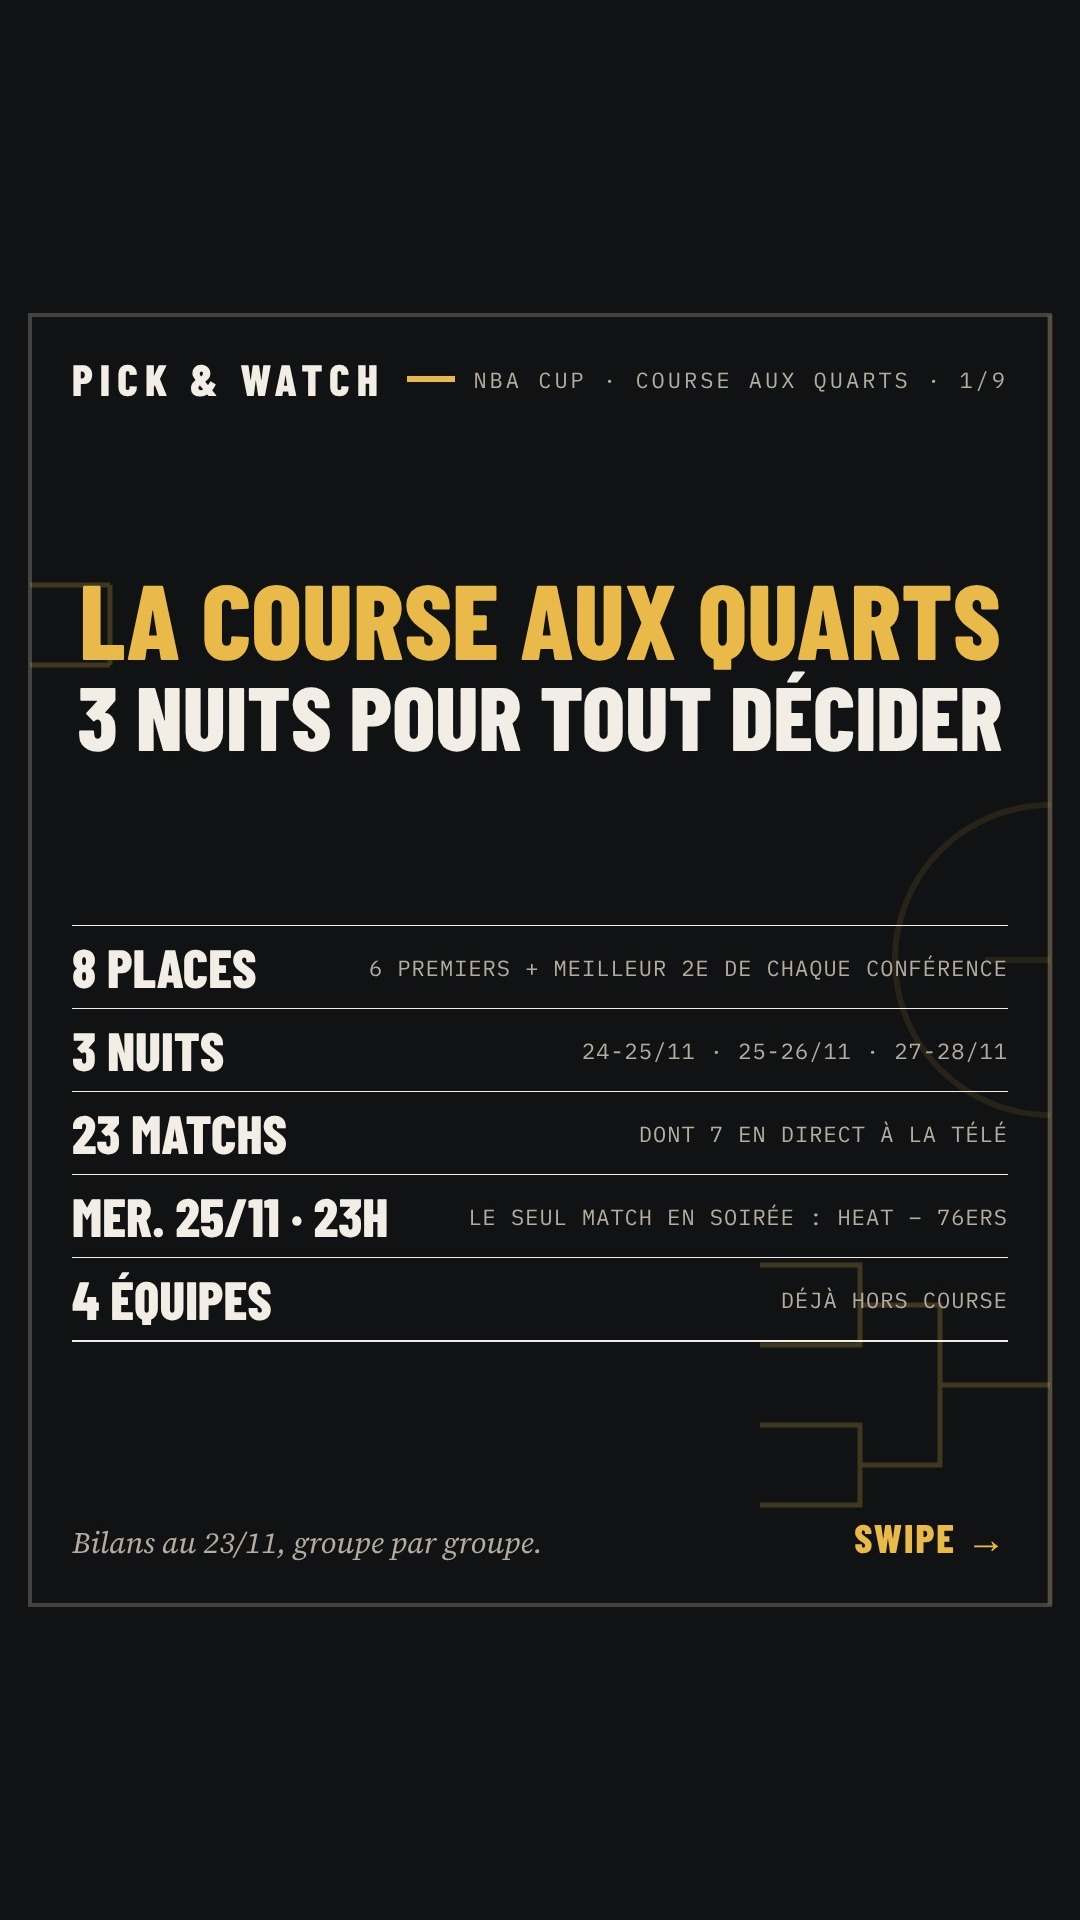 PICK & WATCH — NBA CUP · COURSE AUX QUARTS · 1/9
LA COURSE AUX QUARTS
3 NUITS POUR TOUT DÉCIDER
8 PLACES 6 PREMIERS + MEILLEUR 2E DE CHAQUE CONFÉRENCE
3 NUITS 24-25/11 · 25-26/11 · 27-28/11
23 MATCHS DONT 7 EN DIRECT À LA TÉLÉ
MER. 25/11 · 23H LE SEUL MATCH EN SOIRÉE : HEAT – 76ERS
4 ÉQUIPES DÉJÀ HORS COURSE
Bilans au 23/11, groupe par groupe. SWIPE →